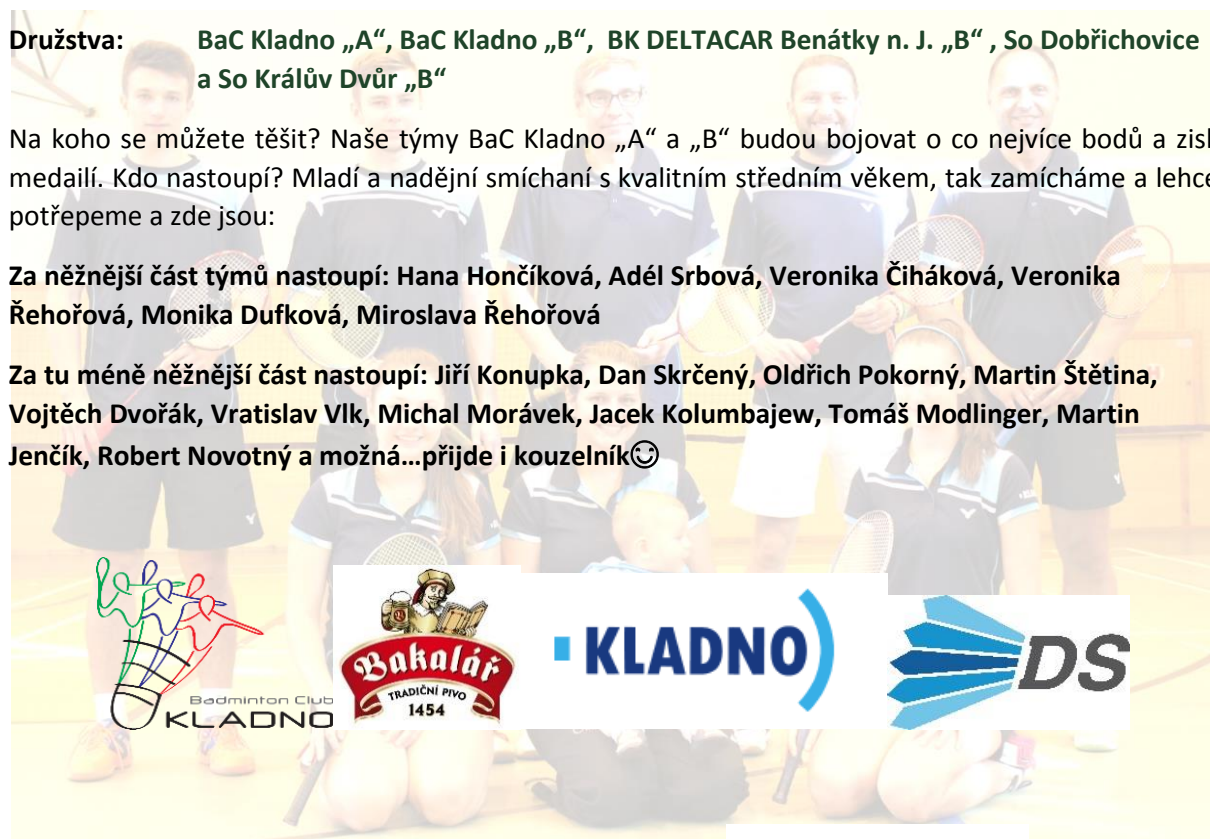 Družstva: BaC Kladno „A“, BaC Kladno „B“, BK DELTACAR Benátky n. J. „B“ , So Dobřichovice
a So Králův Dvůr „B“
Na koho se můžete těšit? Naše týmy BaC Kladno „A“ a „B“ budou bojovat o co nejvíce bodů a zisk
medailí. Kdo nastoupí? Mladí a nadějní smíchaní s kvalitním středním věkem, tak zamícháme a lehce
potřepeme a zde jsou:
Za něžnější část týmů nastoupí: Hana Hončíková, Adél Srbová, Veronika Čiháková, Veronika
Řehořová, Monika Dufková, Miroslava Řehořová
Za tu méně něžnější část nastoupí: Jiří Konupka, Dan Skrčený, Oldřich Pokorný, Martin Štětina,
Vojtěch Dvořák, Vratislav Vlk, Michal Morávek, Jacek Kolumbajew, Tomáš Modlinger, Martin
Jenčík, Robert Novotný a možná…přijde i kouzelník☺
Badminton Club
KLADNO
Bakalář
TRADIČNÍ PIVO
1454
KLADNO
DS